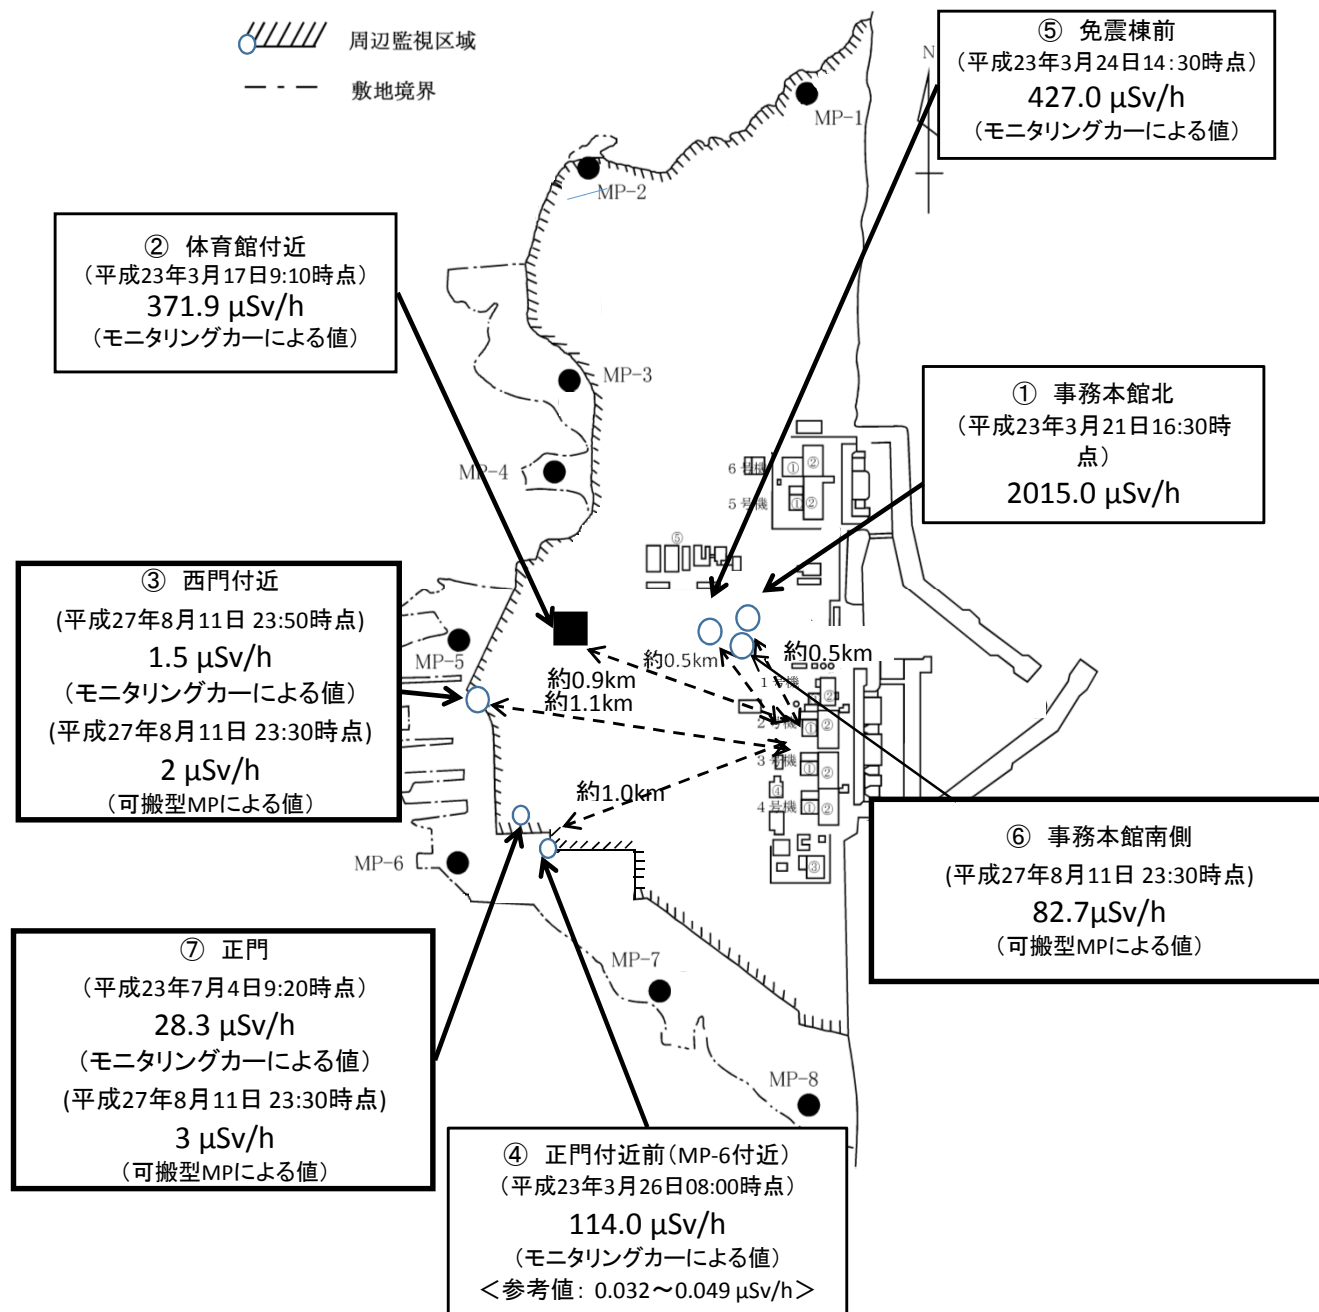 周辺監視区域
敷地境界
⑤ 免震棟前
（平成23年3月24日14：30時点）
427.0 μSv/h
（モニタリングカーによる値）
N
MP-1
MP-2
② 体育館付近
（平成23年3月17日9:10時点）
371.9 μSv/h
（モニタリングカーによる値）
MP-3
① 事務本館北
（平成23年3月21日16:30時
点）
2015.0 μSv/h
MP-4
6号機
①
②
5号機
①
②
⑤
③ 西門付近
(平成27年8月11日 23:50時点)
1.5 μSv/h
（モニタリングカーによる値）
(平成27年8月11日 23:30時点)
2 μSv/h
（可搬型MPによる値）
MP-5
約0.5km
約0.5km
約0.9km
約1.1km
1号機
②
2号機
①
②
3号機
①
②
約1.0km
④
4号機
①
②
③
MP-6
⑥ 事務本館南側
(平成27年8月11日 23:30時点)
82.7μSv/h
（可搬型MPによる値）
⑦ 正門
（平成23年7月4日9:20時点）
28.3 μSv/h
（モニタリングカーによる値）
(平成27年8月11日 23:30時点)
3 μSv/h
（可搬型MPによる値）
MP-7
MP-8
④ 正門付近前（MP-6付近）
（平成23年3月26日08:00時点）
114.0 μSv/h
（モニタリングカーによる値）
＜参考値： 0.032～0.049 μSv/h＞